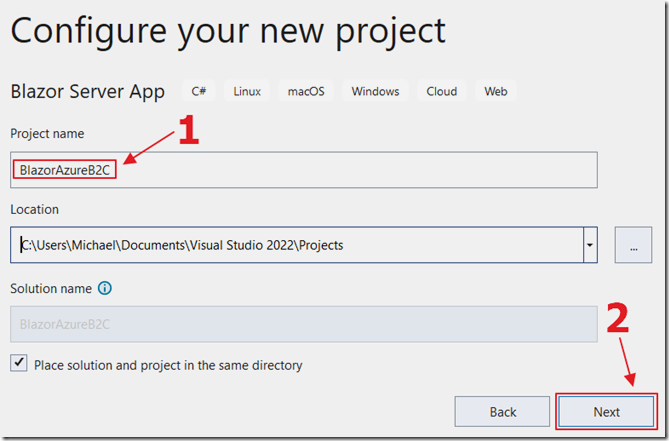 Configure your new project
Blazor Server App C# Linux macOS Windows Cloud Web
1
Project name
BlazorAzureB2C
Location
C:\Users\Michael\Documents\Visual Studio 2022\Projects ...
Solution name
BlazorAzureB2C
2
Place solution and project in the same directory
Back Next